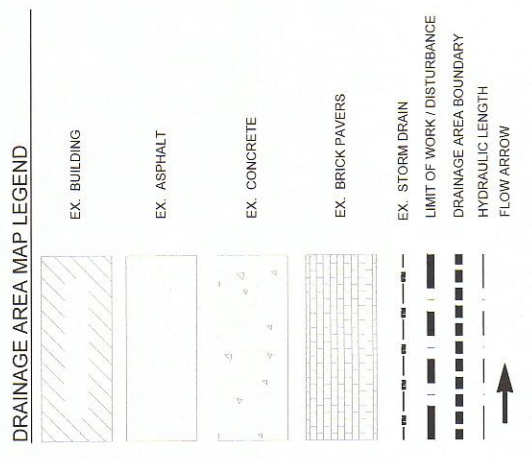 DRAINAGE AREA MAP LEGEND
EX. BUILDING
EX. ASPHALT
EX. CONCRETE
EX. BRICK PAVERS
EX. STORM DRAIN
LIMIT OF WORK / DISTURBANCE
DRAINAGE AREA BOUNDARY
HYDRAULIC LENGTH
FLOW ARROW